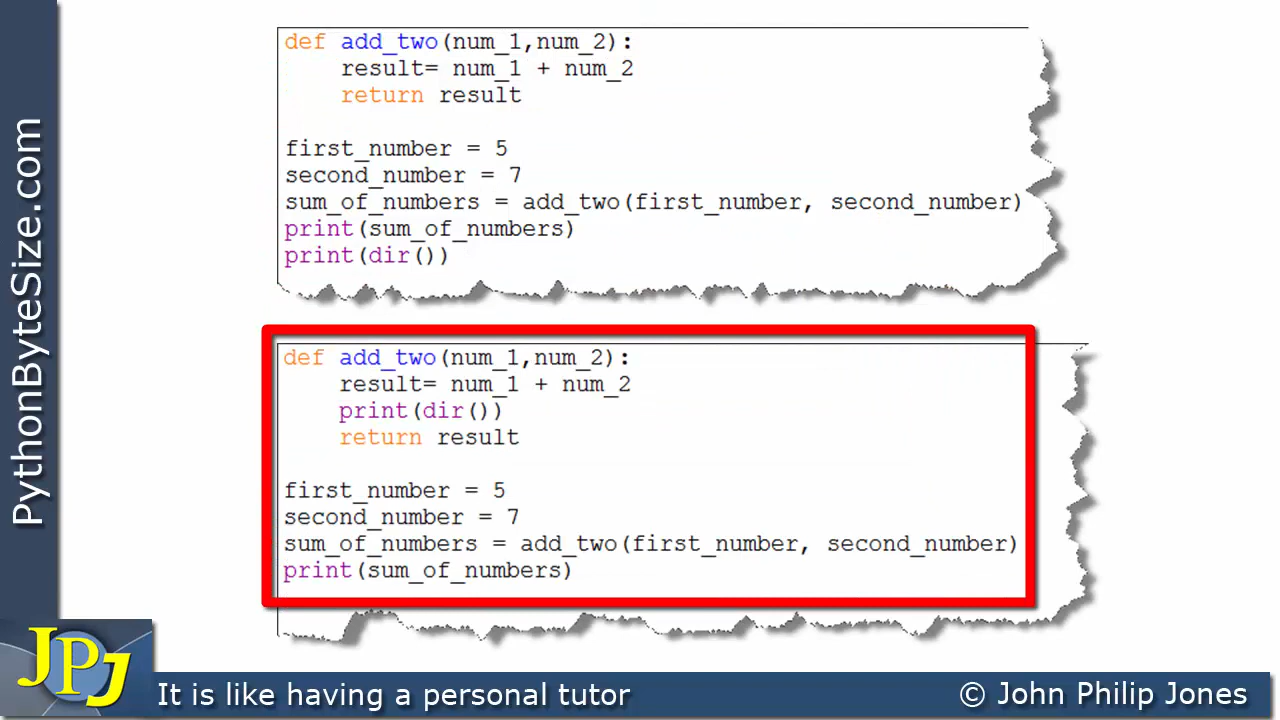 PythonByteSize.com
def add_two(num_1,num_2):
    result= num_1 + num_2
    return result

first_number = 5
second_number = 7
sum_of_numbers = add_two(first_number, second_number)
print(sum_of_numbers)
print(dir())

def add_two(num_1,num_2):
    result= num_1 + num_2
    print(dir())
    return result

first_number = 5
second_number = 7
sum_of_numbers = add_two(first_number, second_number)
print(sum_of_numbers)
JPJ
It is like having a personal tutor
© John Philip Jones